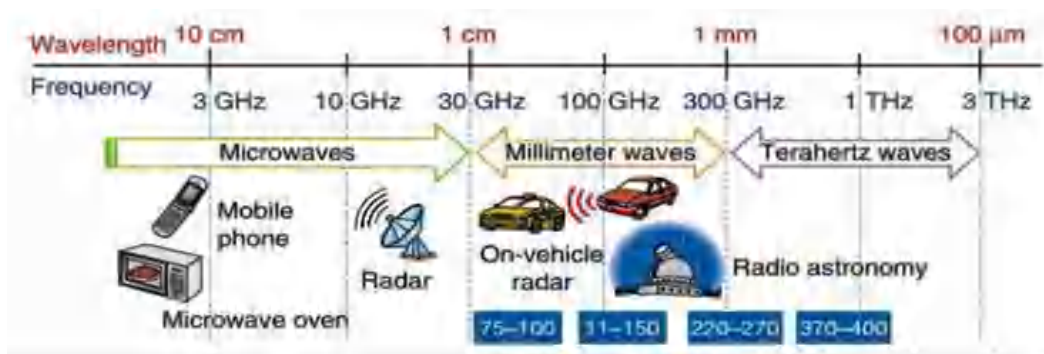 Wavelength 10 cm 1 cm 1 mm 100 µm
Frequency 3 GHz 10 GHz 30 GHz 100 GHz 300 GHz 1 THz 3 THz
Microwaves Millimeter waves Terahertz waves
Mobile
phone
Radar
On-vehicle
radar
Radio astronomy
Microwave oven
75–100 11–150 220–270 370–400